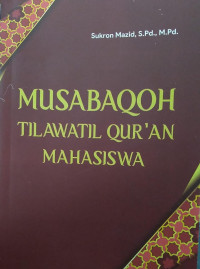 Sukron Mazid, S.Pd., M.Pd.
MUSABAQOH
TILAWATIL QUR'AN
MAHASISWA